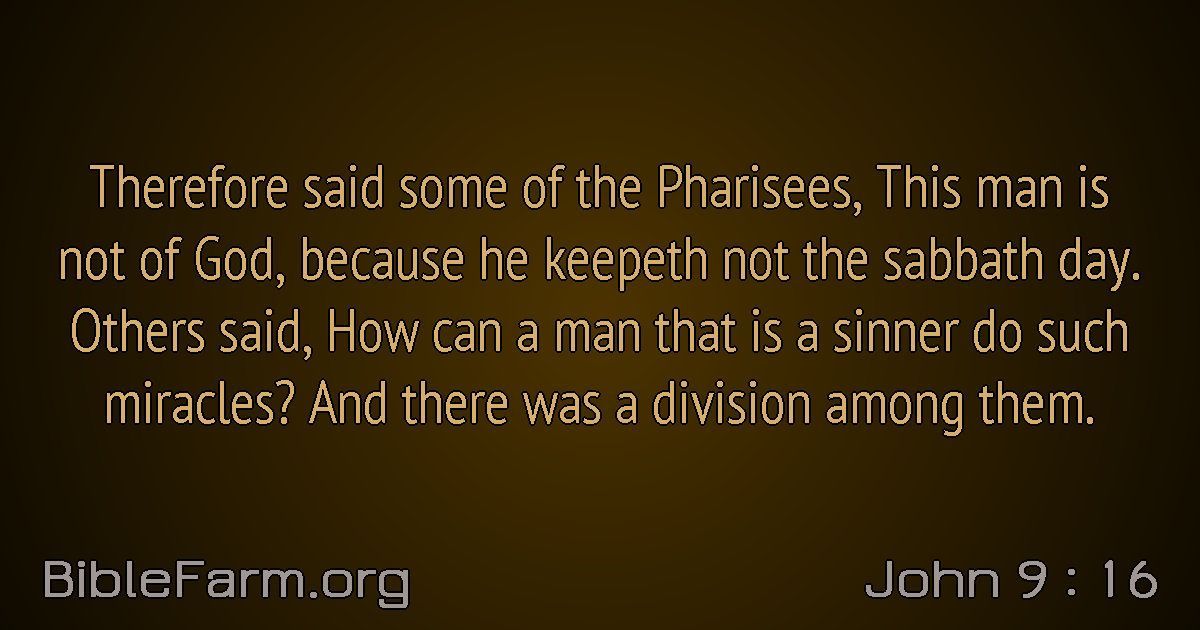 Therefore said some of the Pharisees, This man is
not of God, because he keepeth not the sabbath day.
Others said, How can a man that is a sinner do such
miracles? And there was a division among them.
BibleFarm.org
John 9 : 16